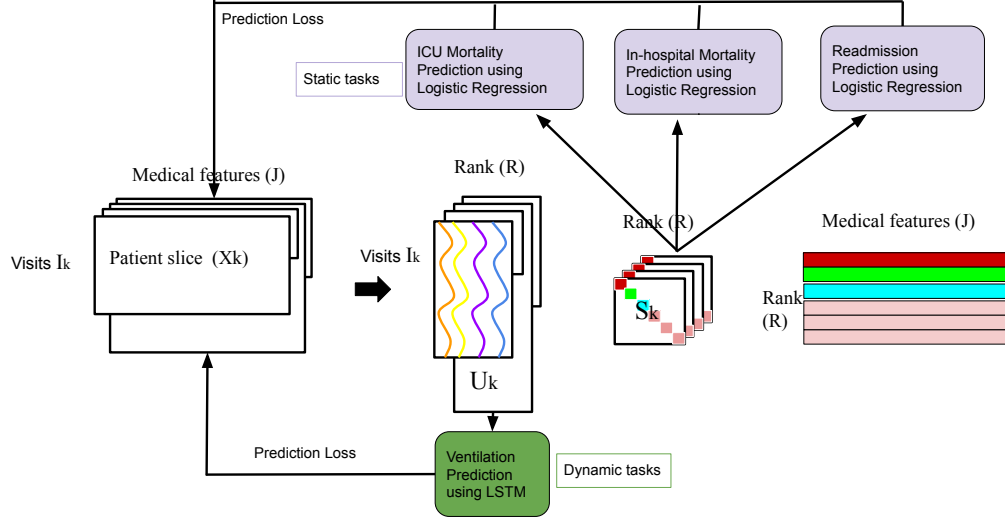 Prediction Loss
ICU Mortality
Prediction using
Logistic Regression
In-hospital Mortality
Prediction using
Logistic Regression
Readmission
Prediction using
Logistic Regression
Static tasks
Medical features (J)
Rank (R)
Rank (R)
Medical features (J)
Visits Ik
Patient slice (Xk)
Visits Ik
Uk
Sk
Rank
(R)
Prediction Loss
Ventilation
Prediction
using LSTM
Dynamic tasks